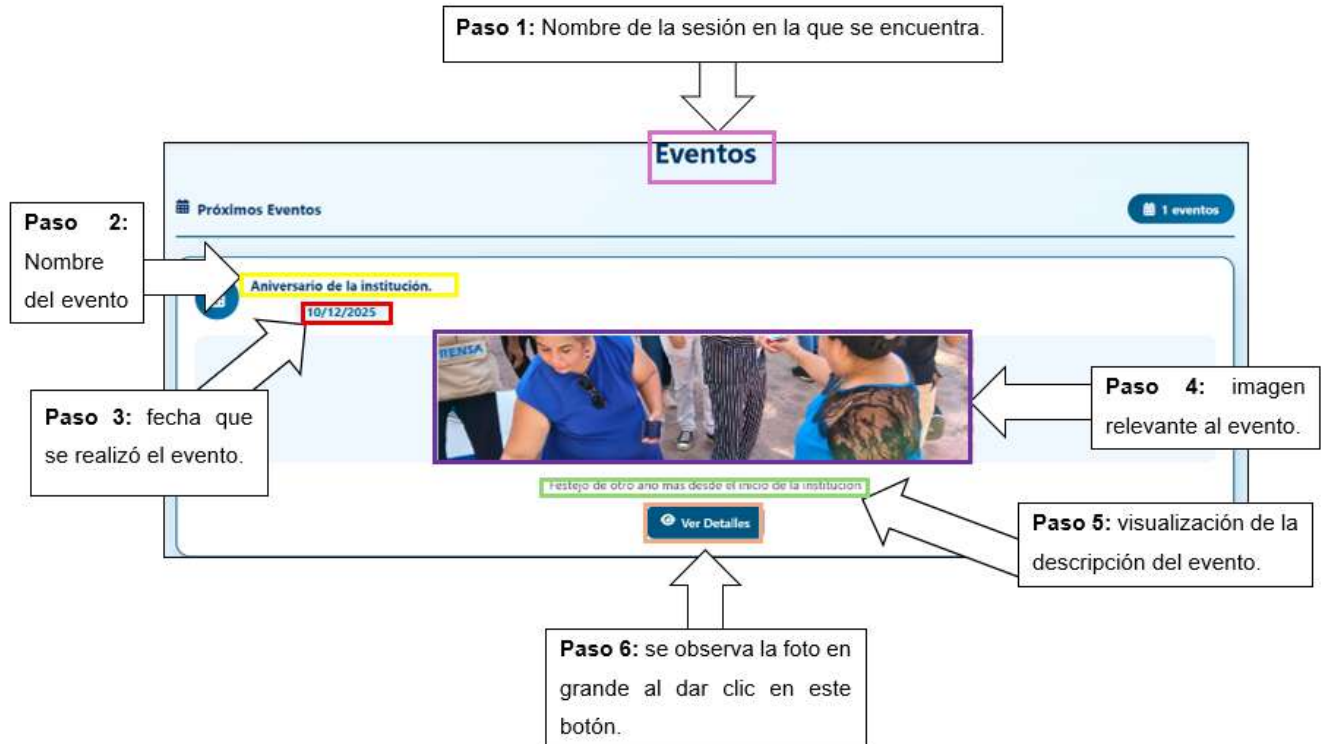 Paso 1: Nombre de la sesión en la que se encuentra.
Eventos
Próximos Eventos
1 eventos
Paso 2:
Nombre
del evento
Aniversario de la institución.
10/12/2025
PRENSA
Paso 3: fecha que
se realizó el evento.
Paso 4: imagen
relevante al evento.
Festejo de otro ano mas desde el inicio de la institucion
Ver Detalles
Paso 5: visualización de la
descripción del evento.
Paso 6: se observa la foto en
grande al dar clic en este
botón.